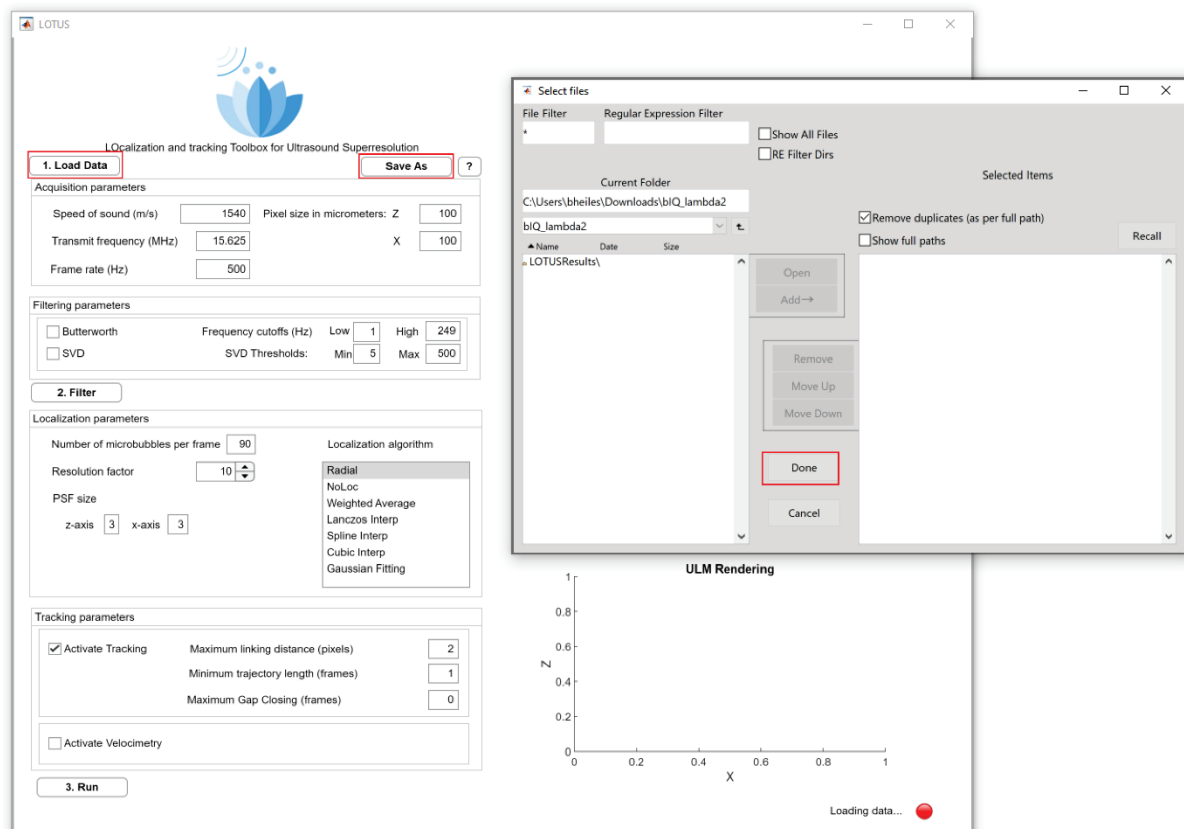 LOTUS
LOcalization and tracking Toolbox for Ultrasound Superresolution
1. Load Data
Save As
?
Acquisition parameters
Speed of sound (m/s) 1540 Pixel size in micrometers: Z 100
Transmit frequency (MHz) 15.625 X 100
Frame rate (Hz) 500
Filtering parameters
Butterworth Frequency cutoffs (Hz) Low 1 High 249
SVD SVD Thresholds: Min 5 Max 500
2. Filter
Localization parameters
Number of microbubbles per frame 90 Localization algorithm
Resolution factor 10
PSF size
z-axis 3 x-axis 3
Radial
NoLoc
Weighted Average
Lanczos Interp
Spline Interp
Cubic Interp
Gaussian Fitting
Tracking parameters
Activate Tracking Maximum linking distance (pixels) 2
Minimum trajectory length (frames) 1
Maximum Gap Closing (frames) 0
Activate Velocimetry
3. Run
Select files
File Filter Regular Expression Filter
*
Show All Files
RE Filter Dirs
Current Folder
C:\Users\bheiles\Downloads\bIQ_lambda2
bIQ_lambda2
Name Date Size
LOTUSResults\
Open
Add→
Remove
Move Up
Move Down
Done
Cancel
Selected Items
Remove duplicates (as per full path)
Show full paths
Recall
ULM Rendering
1
0.8
0.6
0.4
0.2
0
Z
0 0.2 0.4 0.6 0.8 1
X
Loading data...